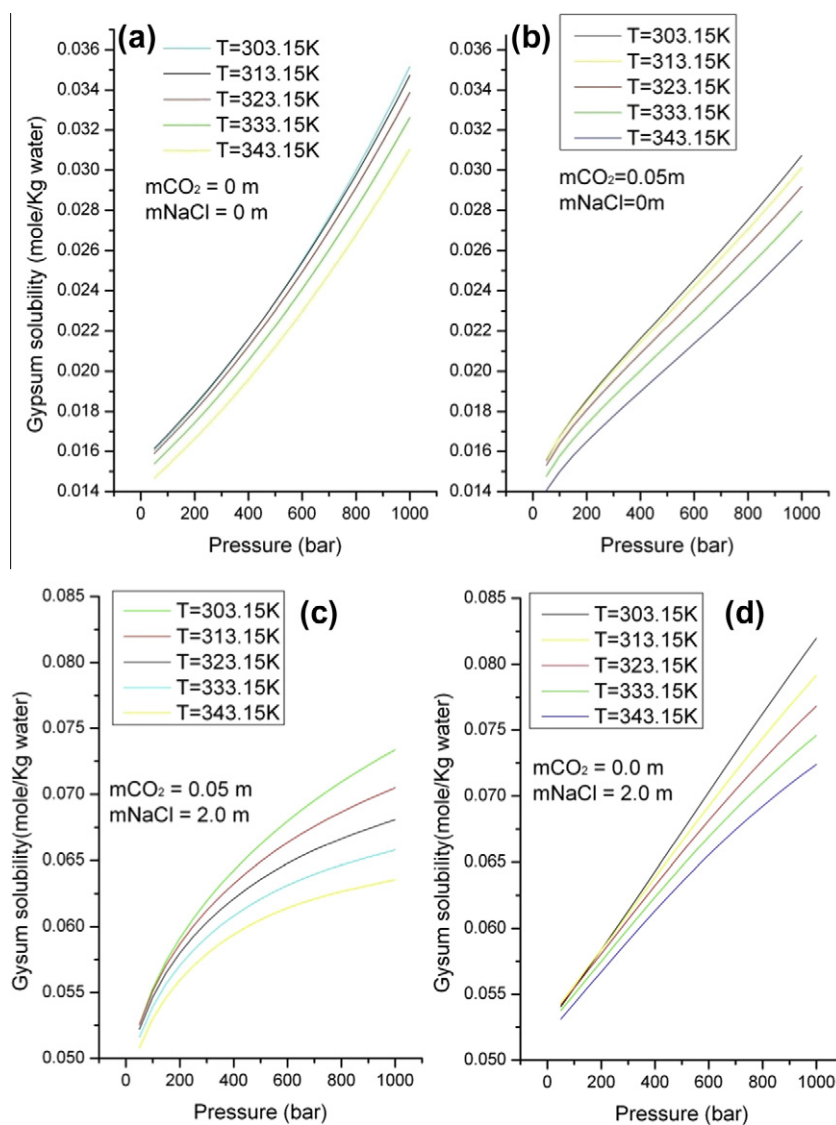 (a)
T=303.15K
T=313.15K
T=323.15K
T=333.15K
T=343.15K
mCO₂ = 0 m
mNaCl = 0 m
Gypsum solubility (mole/Kg water)
0.036
0.034
0.032
0.030
0.028
0.026
0.024
0.022
0.020
0.018
0.016
0.014
0 200 400 600 800 1000
Pressure (bar)
(b)
T=303.15K
T=313.15K
T=323.15K
T=333.15K
T=343.15K
mCO₂=0.05m
mNaCl=0m
0.036
0.034
0.032
0.030
0.028
0.026
0.024
0.022
0.020
0.018
0.016
0.014
0 200 400 600 800 1000
Pressure (bar)
(c)
T=303.15K
T=313.15K
T=323.15K
T=333.15K
T=343.15K
mCO₂ = 0.05 m
mNaCl = 2.0 m
Gysum solubility(mole/Kg water)
0.085
0.080
0.075
0.070
0.065
0.060
0.055
0.050
0 200 400 600 800 1000
Pressure (bar)
(d)
T=303.15K
T=313.15K
T=323.15K
T=333.15K
T=343.15K
mCO₂ = 0.0 m
mNaCl = 2.0 m
Gysum solubility(mole/Kg water)
0.085
0.080
0.075
0.070
0.065
0.060
0.055
0.050
0 200 400 600 800 1000
Pressure (bar)